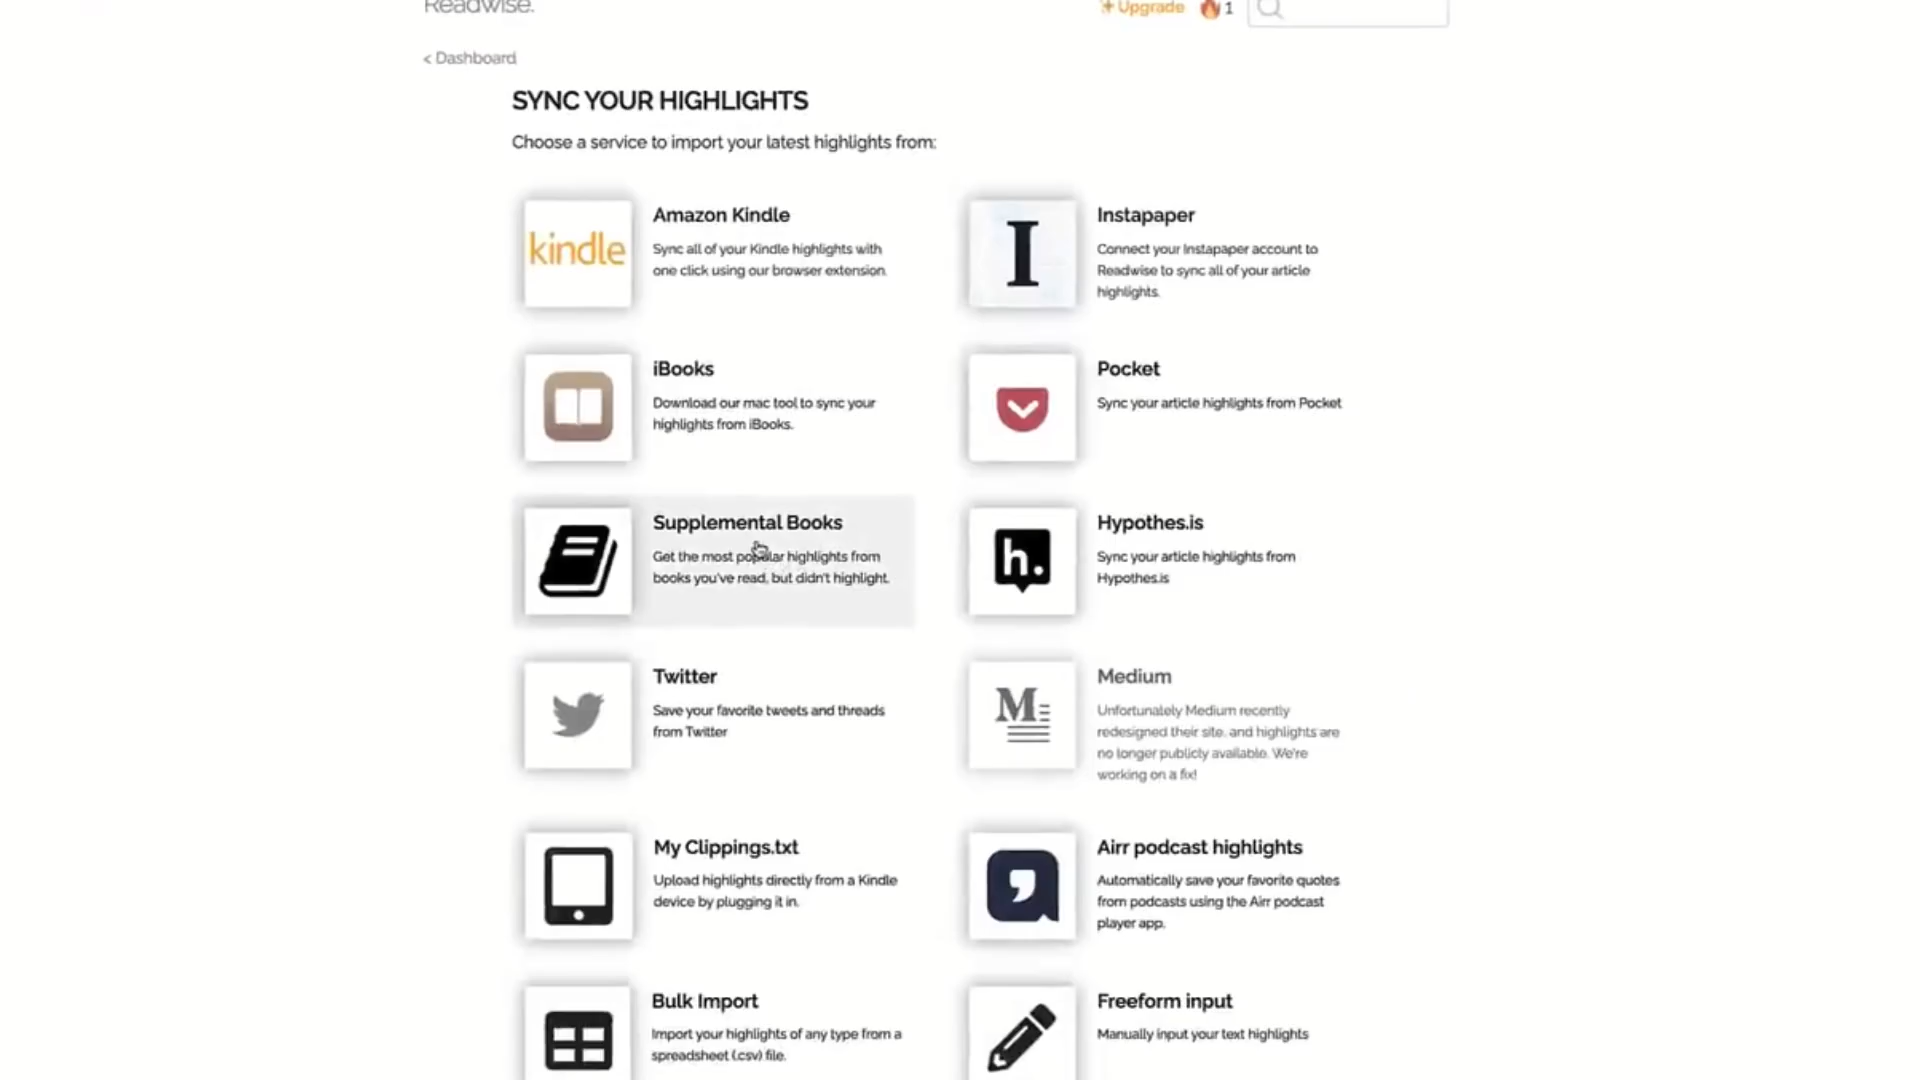 Readwise.
Upgrade
1
< Dashboard
SYNC YOUR HIGHLIGHTS
Choose a service to import your latest highlights from:
kindle
Amazon Kindle
Sync all of your Kindle highlights with
one click using our browser extension.
I
Instapaper
Connect your Instapaper account to
Readwise to sync all of your article
highlights.
iBooks
Download our mac tool to sync your
highlights from iBooks.
Pocket
Sync your article highlights from Pocket
Supplemental Books
Get the most popular highlights from
books you've read, but didn't highlight.
h.
Hypothes.is
Sync your article highlights from
Hypothes.is
Twitter
Save your favorite tweets and threads
from Twitter
M
Medium
Unfortunately Medium recently
redesigned their site, and highlights are
no longer publicly available. We're
working on a fix!
My Clippings.txt
Upload highlights directly from a Kindle
device by plugging it in.
Airr podcast highlights
Automatically save your favorite quotes
from podcasts using the Airr podcast
player app.
Bulk Import
Import your highlights of any type from a
spreadsheet (.csv) file.
Freeform input
Manually input your text highlights